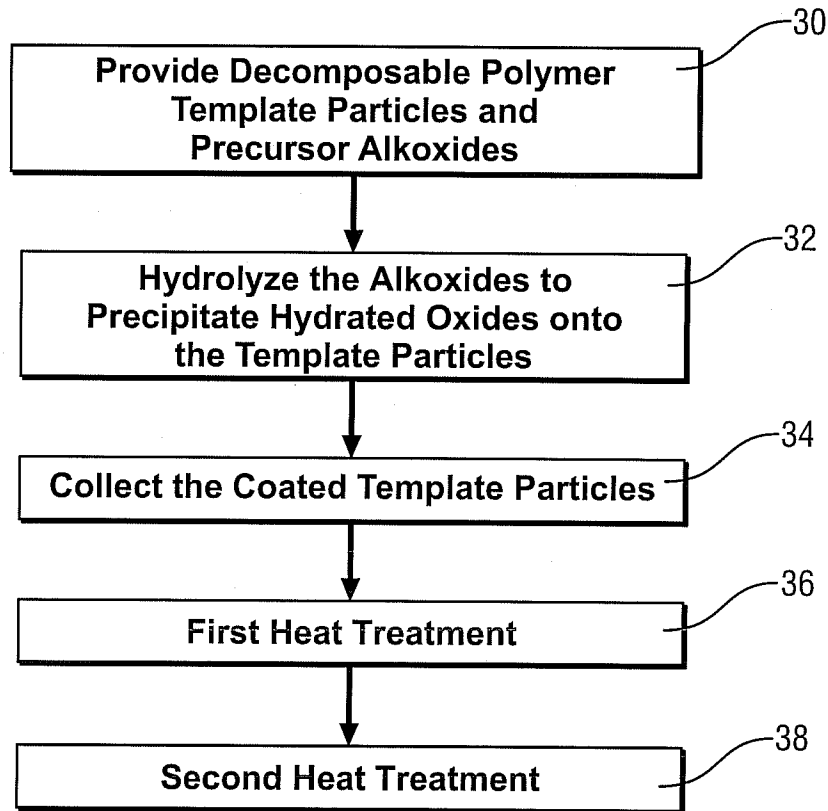 30
Provide Decomposable Polymer
Template Particles and
Precursor Alkoxides
32
Hydrolyze the Alkoxides to
Precipitate Hydrated Oxides onto
the Template Particles
34
Collect the Coated Template Particles
36
First Heat Treatment
38
Second Heat Treatment